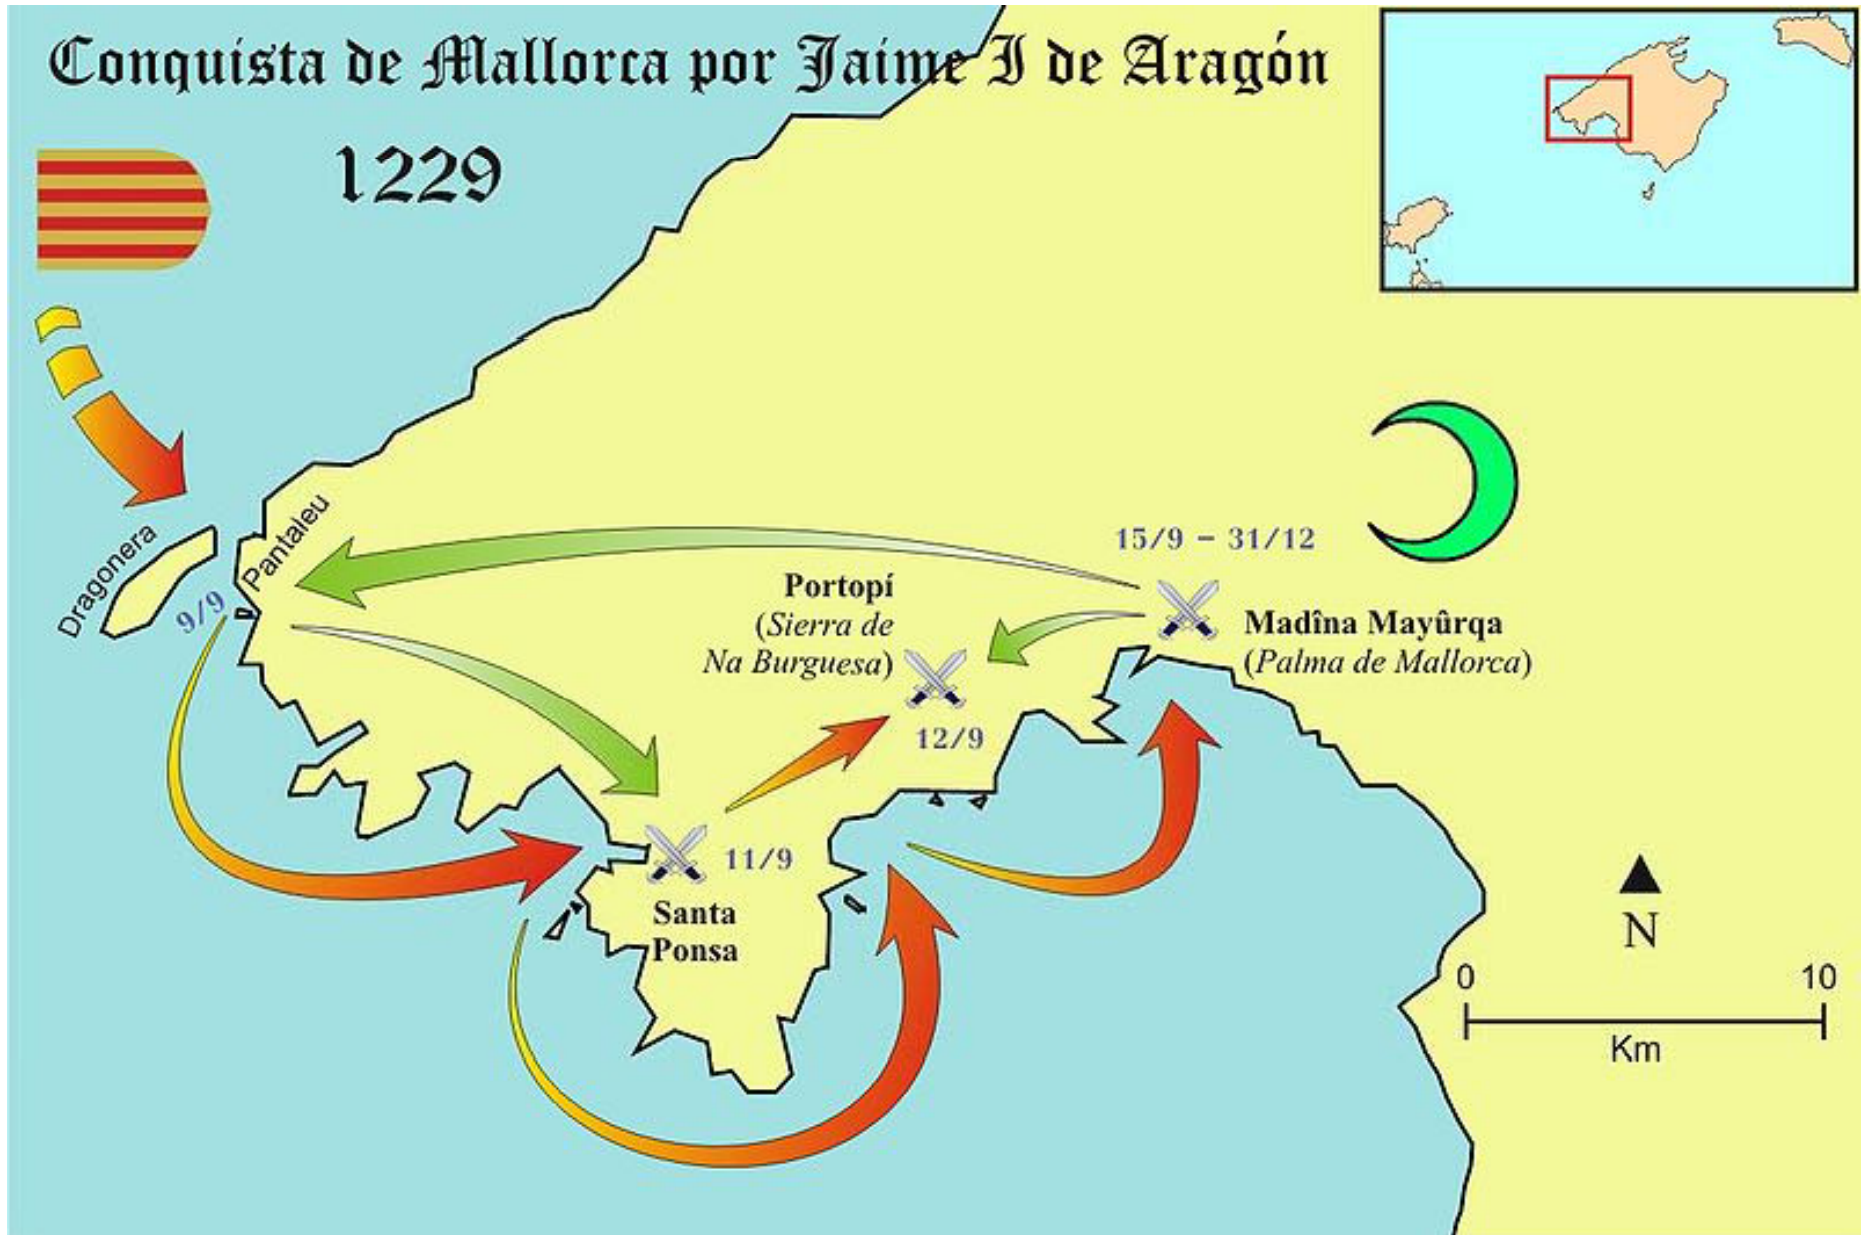 Conquista de Mallorca por Jaime I de Aragón
1229
Dragonera
Pantaleu
9/9
15/9 - 31/12
Portopí
(Sierra de
Na Burguesa)
Madîna Mayûrqa
(Palma de Mallorca)
12/9
11/9
Santa
Ponsa
N
0 10
Km